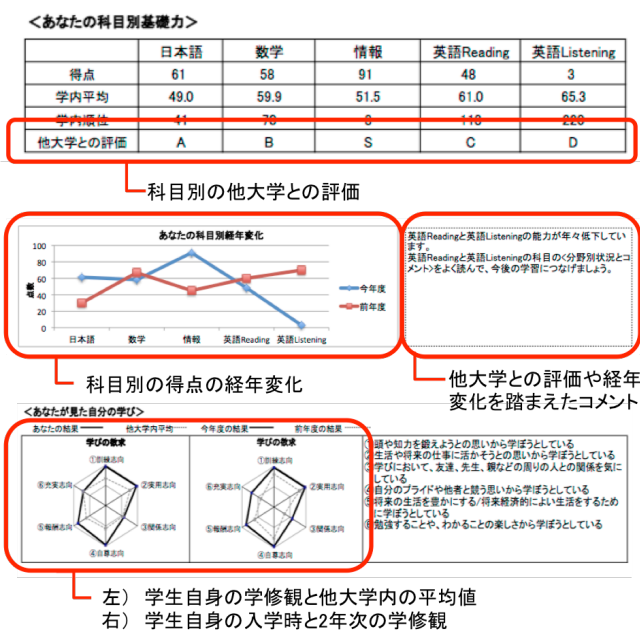 ＜あなたの科目別基礎力＞
日本語 数学 情報 英語Reading 英語Listening
得点 61 58 91 48 3
学内平均 49.0 59.9 51.5 61.0 65.3
学内順位 41
他大学との評価 A B S C D
科目別の他大学との評価
あなたの科目別経年変化
英語Readingと英語Listeningの能力が年々低下してい
ます。
英語Readingと英語Listeningの科目の<分野別状況とコ
メント>をよく読んで、今後の学習につなげましょう。
点数
100
80
60
40
20
0
今年度
前年度
日本語 数学 情報 英語Reading 英語Listening
科目別の得点の経年変化
他大学との評価や経年
変化を踏まえたコメント
＜あなたが見た自分の学び＞
あなたの結果 他大学内平均 今年度の結果 前年度の結果
学びの欲求 学びの欲求
①訓練志向 ①訓練志向
②実用志向 ②実用志向
③関係志向 ③関係志向
④自尊志向 ④自尊志向
⑤報酬志向 ⑤報酬志向
⑥充実志向 ⑥充実志向
①頭や知力を鍛えようとの思いから学ぼうとしている
②生活や将来の仕事に活かそうとの思いから学ぼうとしている
③学びにおいて、友達、先生、親などの周りの人との関係を気に
している
④自分のプライドや他者と競う思いから学ぼうとしている
⑤将来の生活を豊かにする/将来経済的によい生活をするため
に学ぼうとしている
⑥勉強することや、わかることの楽しさから学ぼうとしている
左） 学生自身の学修観と他大学内の平均値
右） 学生自身の入学時と2年次の学修観